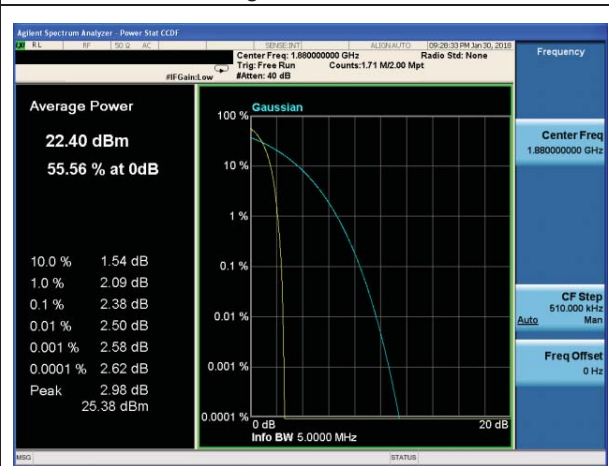 Agilent Spectrum Analyzer - Power Stat CCDF
RL RF 50 Ω AC SENSE:INT ALIGNAUTO 09:28:33 PM Jan 30, 2018
Center Freq: 1.880000000 GHz Radio Std: None
Trig: Free Run Counts:1.71 M/2.00 Mpt
#IFGain:Low #Atten: 40 dB
Frequency
Average Power
22.40 dBm
55.56 % at 0dB
10.0 % 1.54 dB
1.0 % 2.09 dB
0.1 % 2.38 dB
0.01 % 2.50 dB
0.001 % 2.58 dB
0.0001 % 2.62 dB
Peak 2.98 dB
25.38 dBm
Gaussian
100 %
10 %
1 %
0.1 %
0.01 %
0.001 %
0.0001 %
0 dB 20 dB
Info BW 5.0000 MHz
Center Freq
1.880000000 GHz
CF Step
510.000 kHz
Auto Man
Freq Offset
0 Hz
MSG STATUS